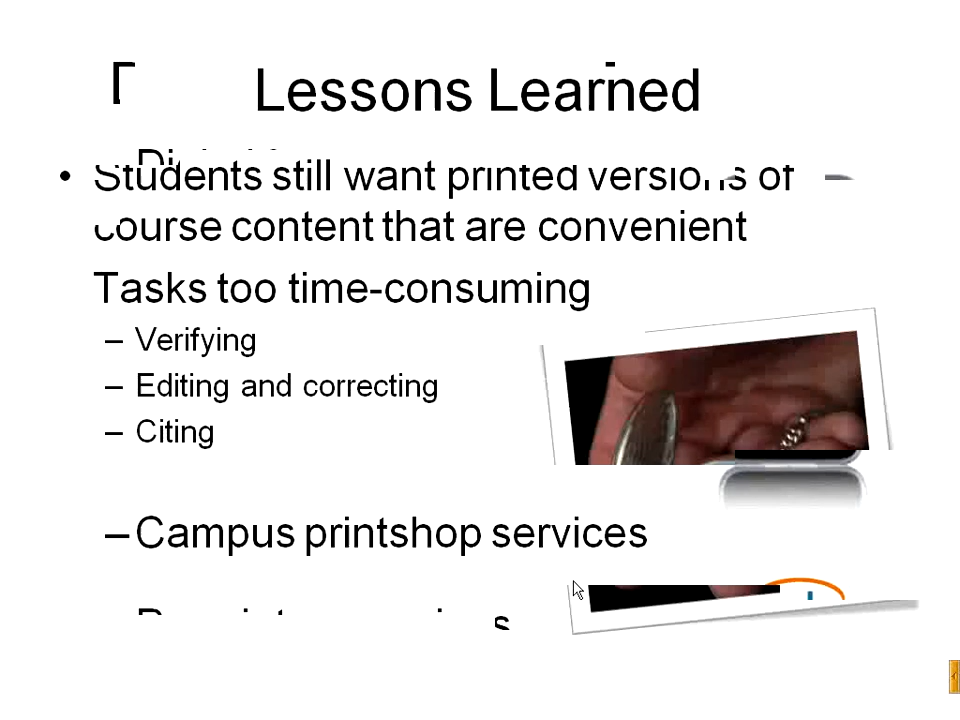 Lessons Learned
• Students still want printed versions of
course content that are convenient
Tasks too time-consuming
– Verifying
– Editing and correcting
– Citing
– Campus printshop services